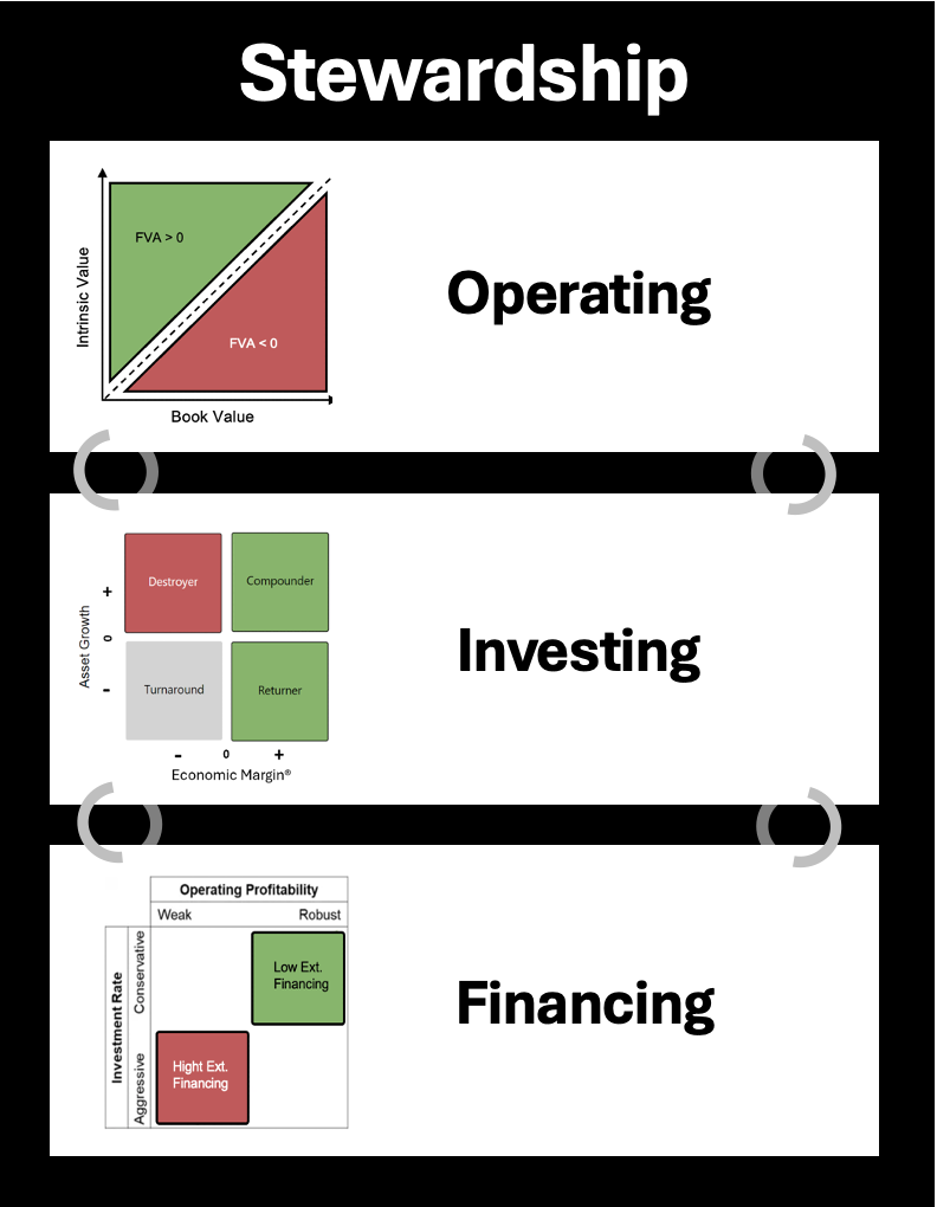 Stewardship
FVA > 0
FVA < 0
Intrinsic Value
Book Value
Operating
Destroyer
Compounder
Turnaround
Returner
+
0
-
Asset Growth
- 0 +
Economic Margin®
Investing
Operating Profitability
Weak Robust
Investment Rate
Conservative
Aggressive
Low Ext.
Financing
Hight Ext.
Financing
Financing